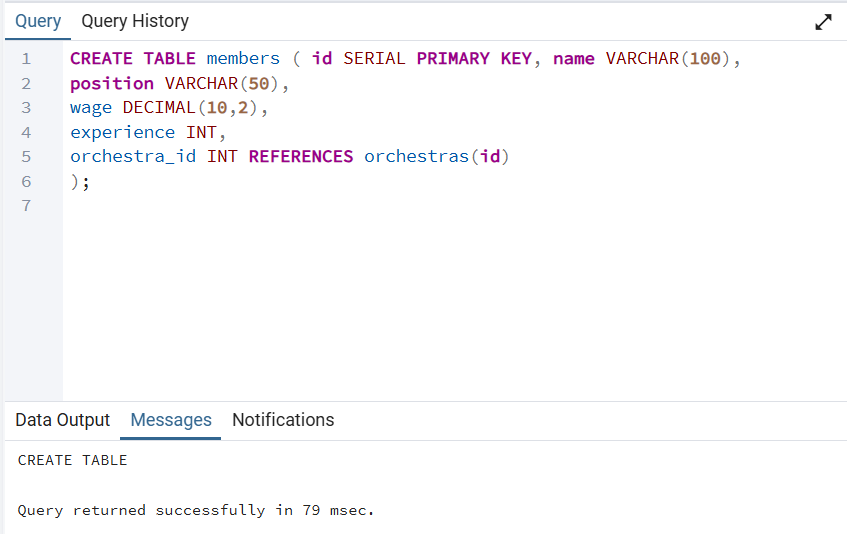 Query Query History
1 CREATE TABLE members ( id SERIAL PRIMARY KEY, name VARCHAR(100),
2 position VARCHAR(50),
3 wage DECIMAL(10,2),
4 experience INT,
5 orchestra_id INT REFERENCES orchestras(id)
6 );
7
Data Output Messages Notifications
CREATE TABLE
Query returned successfully in 79 msec.